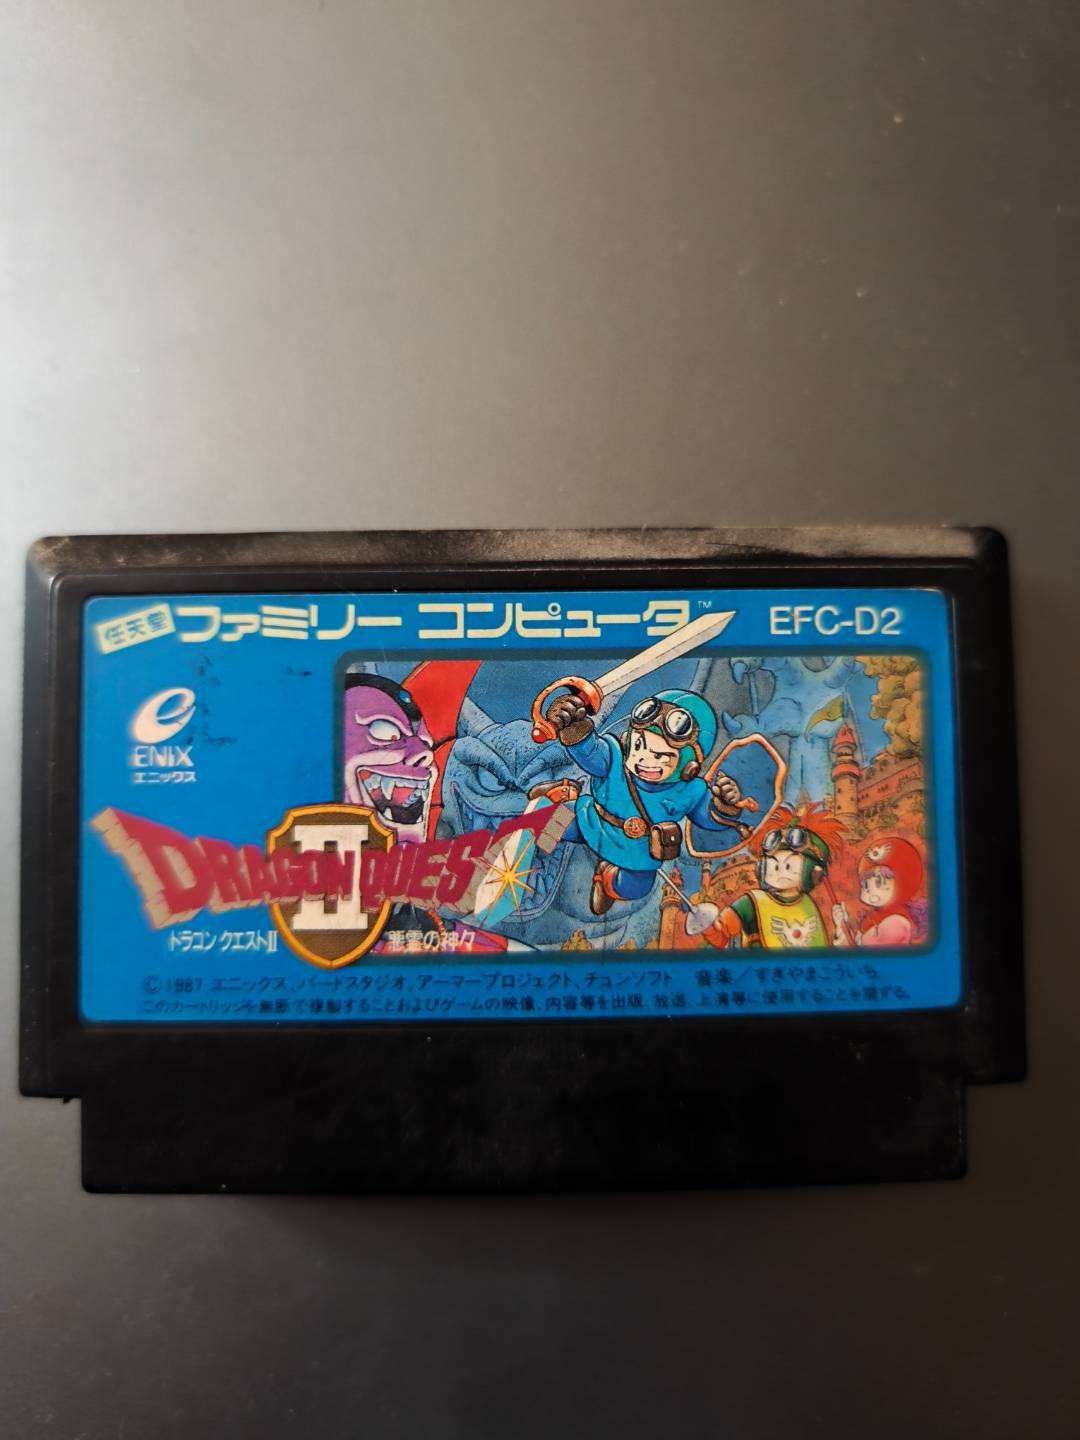 任天堂 ファミリー コンピュータ™ EFC-D2
ENIX
エニックス
DRAGON QUEST
II
ドラゴンクエストII 悪霊の神々
©1987 エニックス、バードスタジオ、アーマープロジェクト、チュンソフト 音楽/すぎやまこういち
このカートリッジを無断で複製することおよびゲームの映像、内容等を出版、放送、上演等に使用することを禁ずる。